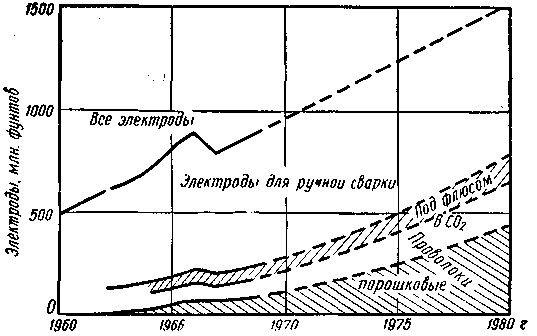 1500
1000
500
0
Электроды млн. фунтов
Все электроды
Электроды для ручной сварки
Под флюсом
В CO₂
Проволоки
порошковые
1960
1966
1970
1975
1980 г